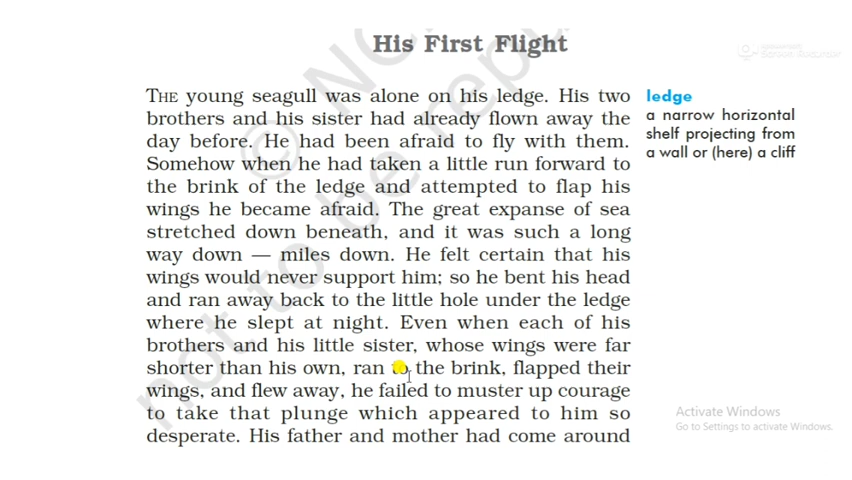 His First Flight
THE young seagull was alone on his ledge. His two
brothers and his sister had already flown away the
day before. He had been afraid to fly with them.
Somehow when he had taken a little run forward to
the brink of the ledge and attempted to flap his
wings he became afraid. The great expanse of sea
stretched down beneath, and it was such a long
way down — miles down. He felt certain that his
wings would never support him; so he bent his head
and ran away back to the little hole under the ledge
where he slept at night. Even when each of his
brothers and his little sister, whose wings were far
shorter than his own, ran to the brink, flapped their
wings, and flew away, he failed to muster up courage
to take that plunge which appeared to him so
desperate. His father and mother had come around
ledge
a narrow horizontal
shelf projecting from
a wall or (here) a cliff
© NC
not to be repu
Screen Recorder
Activate Windows
Go to Settings to activate Windows.